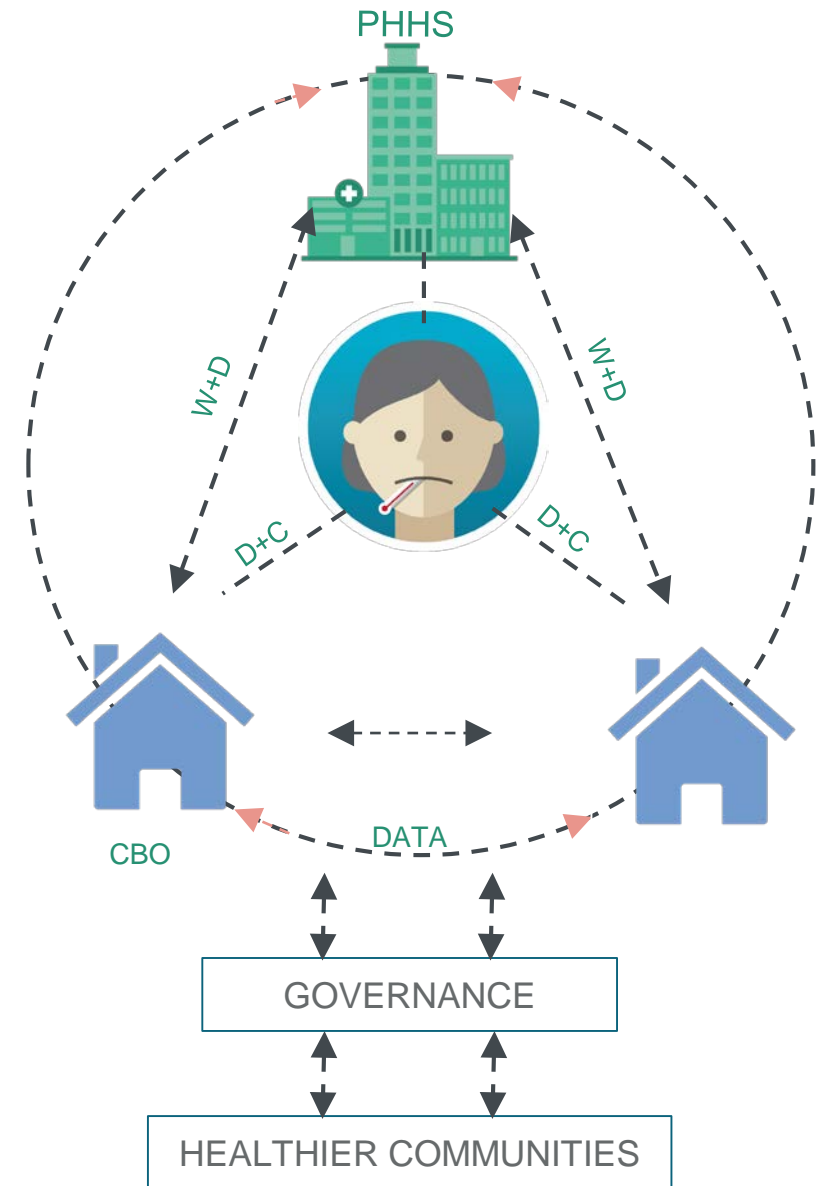 PHHS
W+D
W+D
D+C
D+C
DATA
CBO
GOVERNANCE
HEALTHIER COMMUNITIES